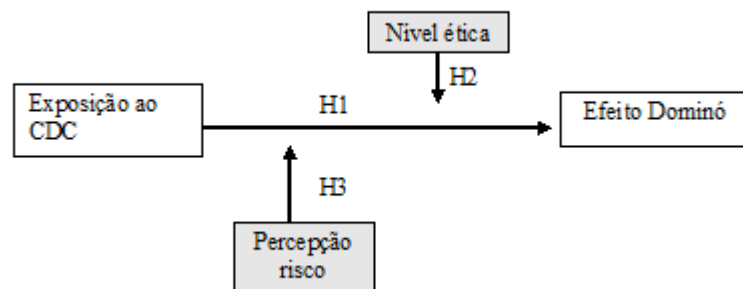 Nível ética
H2
Exposição ao
CDC
H1
Efeito Dominó
H3
Percepção
risco